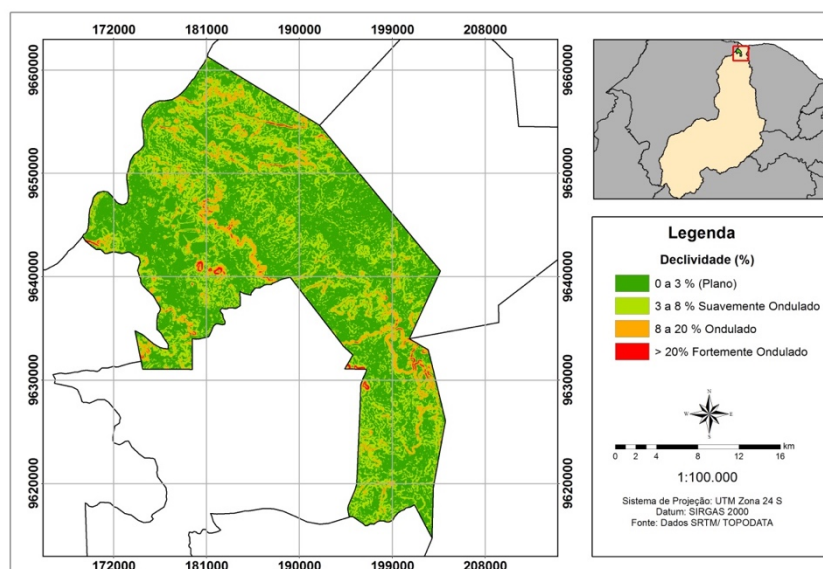 172000 181000 190000 199000 208000
9660000 9660000
9650000 9650000
9640000 9640000
9630000 9630000
9620000 9620000
172000 181000 190000 199000 208000
Legenda
Declividade (%)
0 a 3 % (Plano)
3 a 8 % Suavemente Ondulado
8 a 20 % Ondulado
> 20% Fortemente Ondulado
N
W E
S
km
0 2 4 8 12 16
1:100.000
Sistema de Projeção: UTM Zona 24 S
Datum: SIRGAS 2000
Fonte: Dados SRTM/ TOPODATA